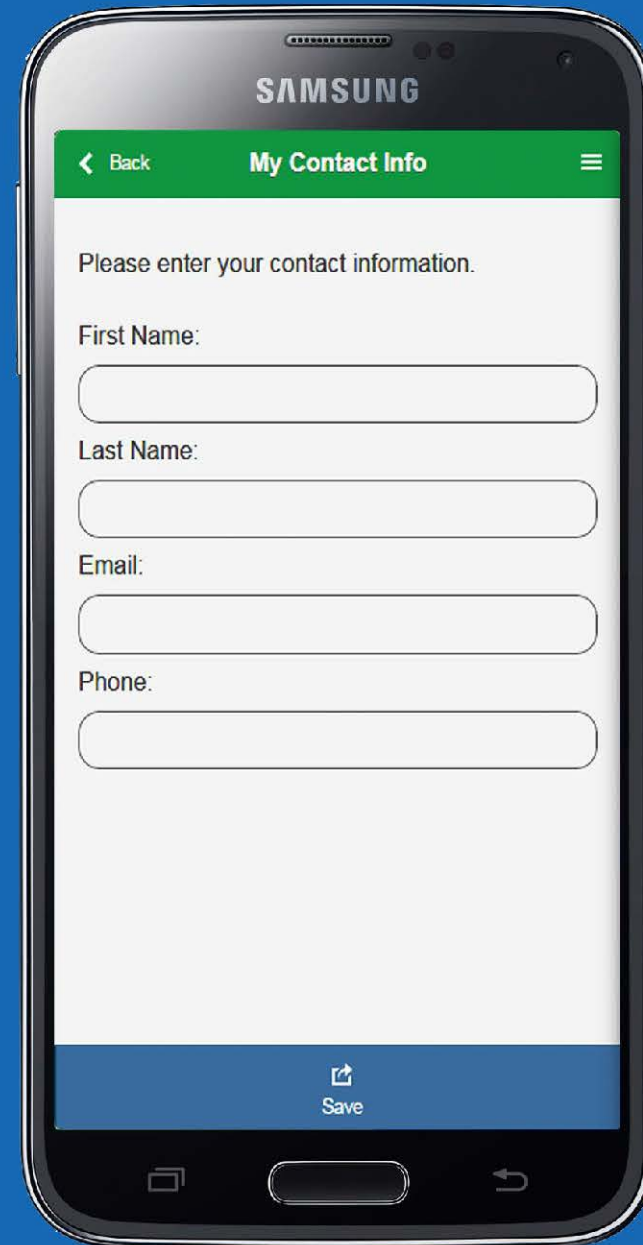 SAMSUNG
Back My Contact Info
Please enter your contact information.
First Name:
Last Name:
Email:
Phone:
Save